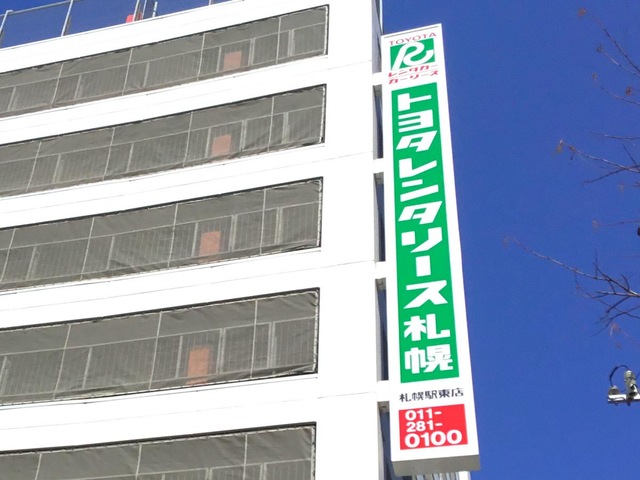 TOYOTA
R
レンタカー
カーリース
トヨタレンタリース札幌
札幌駅東店
011-
281-
0100